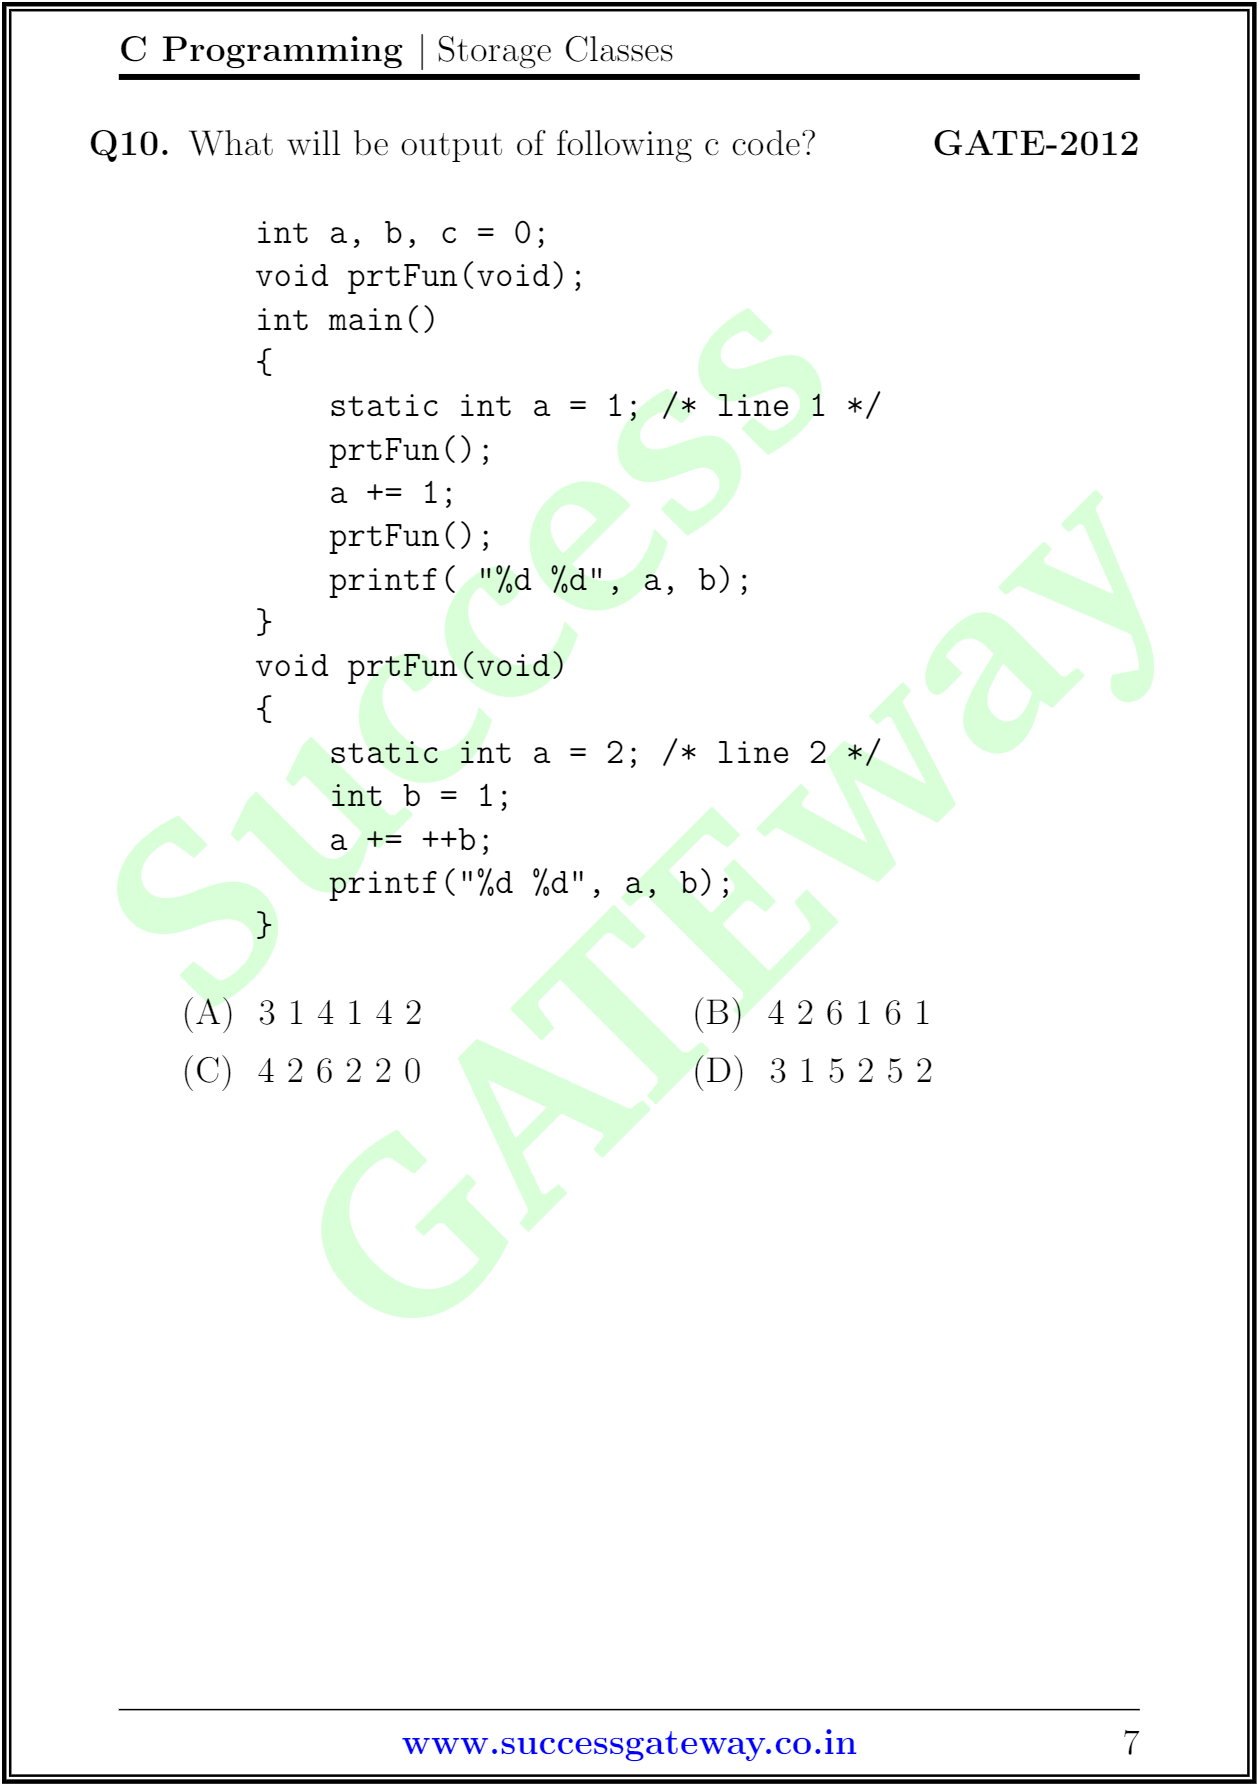 C Programming | Storage Classes
Q10. What will be output of following c code? GATE-2012
int a, b, c = 0;
void prtFun(void);
int main()
{
    static int a = 1; /* line 1 */
    prtFun();
    a += 1;
    prtFun();
    printf( "%d %d", a, b);
}
void prtFun(void)
{
    static int a = 2; /* line 2 */
    int b = 1;
    a += ++b;
    printf("%d %d", a, b);
}
(A) 3 1 4 1 4 2 (B) 4 2 6 1 6 1
(C) 4 2 6 2 2 0 (D) 3 1 5 2 5 2
Success
GATEway
www.successgateway.co.in 7